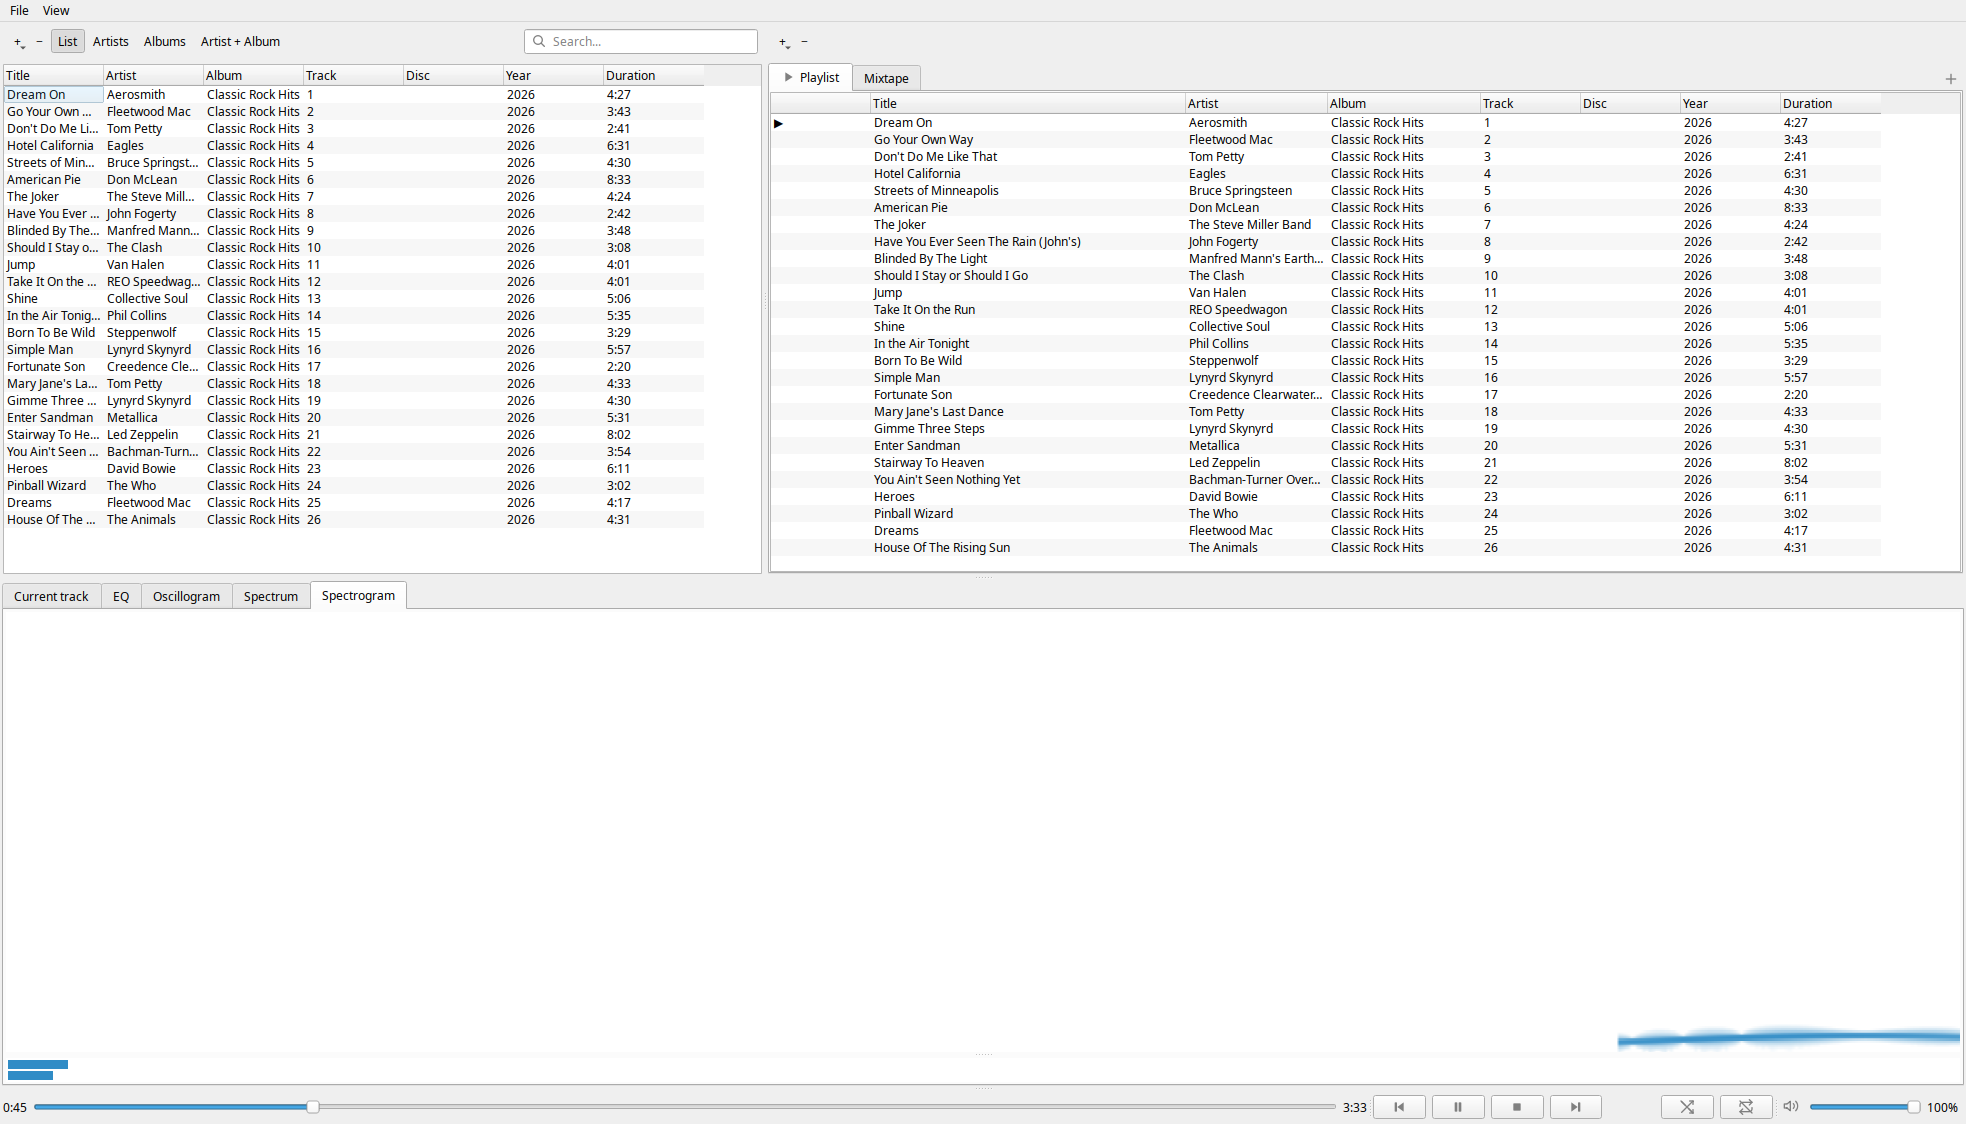 File View
+ − List Artists Albums Artist + Album Search... + −
Title Artist Album Track Disc Year Duration
Dream On Aerosmith Classic Rock Hits 1 2026 4:27
Go Your Own ... Fleetwood Mac Classic Rock Hits 2 2026 3:43
Don't Do Me Li... Tom Petty Classic Rock Hits 3 2026 2:41
Hotel California Eagles Classic Rock Hits 4 2026 6:31
Streets of Min... Bruce Springst... Classic Rock Hits 5 2026 4:30
American Pie Don McLean Classic Rock Hits 6 2026 8:33
The Joker The Steve Mill... Classic Rock Hits 7 2026 4:24
Have You Ever ... John Fogerty Classic Rock Hits 8 2026 2:42
Blinded By The... Manfred Mann... Classic Rock Hits 9 2026 3:48
Should I Stay o... The Clash Classic Rock Hits 10 2026 3:08
Jump Van Halen Classic Rock Hits 11 2026 4:01
Take It On the ... REO Speedwag... Classic Rock Hits 12 2026 4:01
Shine Collective Soul Classic Rock Hits 13 2026 5:06
In the Air Tonig... Phil Collins Classic Rock Hits 14 2026 5:35
Born To Be Wild Steppenwolf Classic Rock Hits 15 2026 3:29
Simple Man Lynyrd Skynyrd Classic Rock Hits 16 2026 5:57
Fortunate Son Creedence Cle... Classic Rock Hits 17 2026 2:20
Mary Jane's La... Tom Petty Classic Rock Hits 18 2026 4:33
Gimme Three ... Lynyrd Skynyrd Classic Rock Hits 19 2026 4:30
Enter Sandman Metallica Classic Rock Hits 20 2026 5:31
Stairway To He... Led Zeppelin Classic Rock Hits 21 2026 8:02
You Ain't Seen ... Bachman-Turn... Classic Rock Hits 22 2026 3:54
Heroes David Bowie Classic Rock Hits 23 2026 6:11
Pinball Wizard The Who Classic Rock Hits 24 2026 3:02
Dreams Fleetwood Mac Classic Rock Hits 25 2026 4:17
House Of The ... The Animals Classic Rock Hits 26 2026 4:31
Playlist Mixtape +
Title Artist Album Track Disc Year Duration
Dream On Aerosmith Classic Rock Hits 1 2026 4:27
Go Your Own Way Fleetwood Mac Classic Rock Hits 2 2026 3:43
Don't Do Me Like That Tom Petty Classic Rock Hits 3 2026 2:41
Hotel California Eagles Classic Rock Hits 4 2026 6:31
Streets of Minneapolis Bruce Springsteen Classic Rock Hits 5 2026 4:30
American Pie Don McLean Classic Rock Hits 6 2026 8:33
The Joker The Steve Miller Band Classic Rock Hits 7 2026 4:24
Have You Ever Seen The Rain (John's) John Fogerty Classic Rock Hits 8 2026 2:42
Blinded By The Light Manfred Mann's Earth... Classic Rock Hits 9 2026 3:48
Should I Stay or Should I Go The Clash Classic Rock Hits 10 2026 3:08
Jump Van Halen Classic Rock Hits 11 2026 4:01
Take It On the Run REO Speedwagon Classic Rock Hits 12 2026 4:01
Shine Collective Soul Classic Rock Hits 13 2026 5:06
In the Air Tonight Phil Collins Classic Rock Hits 14 2026 5:35
Born To Be Wild Steppenwolf Classic Rock Hits 15 2026 3:29
Simple Man Lynyrd Skynyrd Classic Rock Hits 16 2026 5:57
Fortunate Son Creedence Clearwater... Classic Rock Hits 17 2026 2:20
Mary Jane's Last Dance Tom Petty Classic Rock Hits 18 2026 4:33
Gimme Three Steps Lynyrd Skynyrd Classic Rock Hits 19 2026 4:30
Enter Sandman Metallica Classic Rock Hits 20 2026 5:31
Stairway To Heaven Led Zeppelin Classic Rock Hits 21 2026 8:02
You Ain't Seen Nothing Yet Bachman-Turner Over... Classic Rock Hits 22 2026 3:54
Heroes David Bowie Classic Rock Hits 23 2026 6:11
Pinball Wizard The Who Classic Rock Hits 24 2026 3:02
Dreams Fleetwood Mac Classic Rock Hits 25 2026 4:17
House Of The Rising Sun The Animals Classic Rock Hits 26 2026 4:31
Current track EQ Oscillogram Spectrum Spectrogram
0:45 3:33 100%